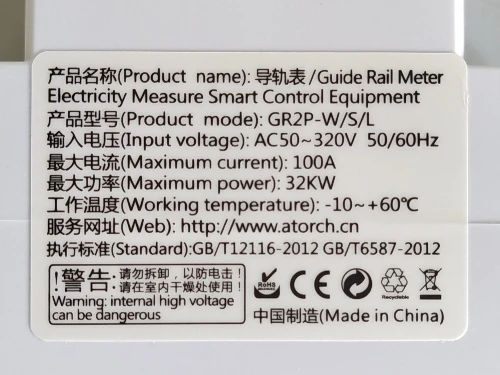 产品名称(Product name): 导轨表/Guide Rail Meter
Electricity Measure Smart Control Equipment
产品型号(Product mode): GR2P-W/S/L
输入电压(Input voltage): AC50~320V 50/60Hz
最大电流(Maximum current): 100A
最大功率(Maximum power): 32KW
工作温度(Working temperature): -10~+60℃
服务网址(Web): http://www.atorch.cn
执行标准(Standard):GB/T12116-2012 GB/T6587-2012
!警告: 请勿拆卸,以防电击!
请在室内干燥处使用!
Warning: internal high voltage
can be dangerous
RoHS
CE
Recyclable
中国制造(Made in China)